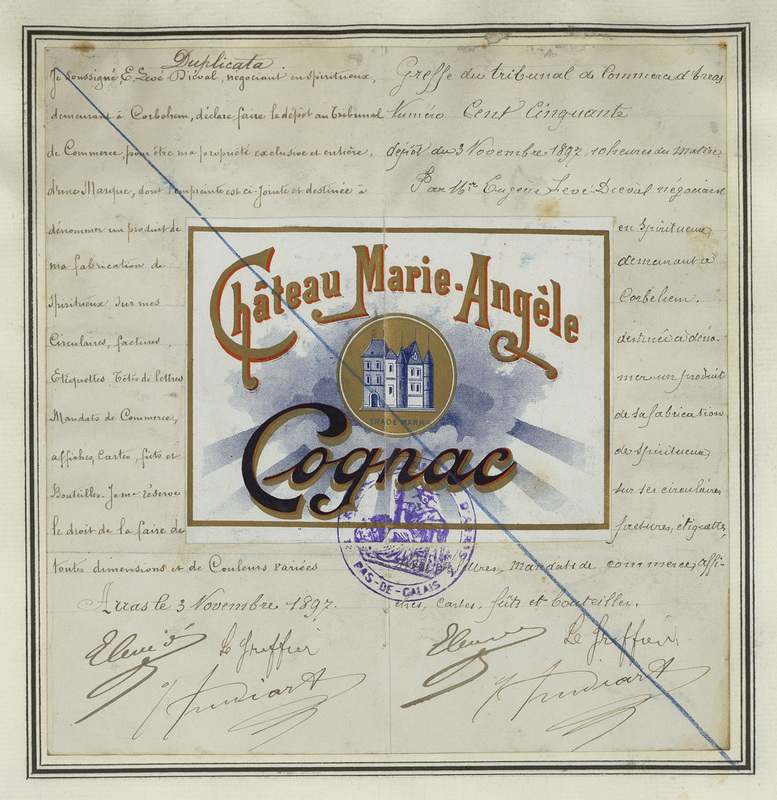 Duplicata
Je soussigné, E. Levé Diéval, négociant en spiritueux,
demeurant à Corbehem, déclare faire le dépôt au Tribunal
de Commerce, pour être ma propriété exclusive et entière,
d'une Marque, dont l'empreinte est ci-jointe et destinée à
dénommer un produit de
ma fabrication de
Spiritueux sur mes
Circulaires, factures,
Etiquettes, Têtes de lettres
Mandats de Commerce,
affiches, Cartes, fûts et
Bouteilles. Je me réserve
le droit de la faire de
toutes dimensions et de Couleurs variées
Arras le 3 Novembre 1897.
Le Greffier
Château Marie-Angèle
TRADE MARK
Cognac
D'ARRAS
PAS-DE-CALAIS
Greffe du tribunal de Commerce d'Arras
Numéro Cent Cinquante
dépôt du 3 Novembre 1897, 10 heures du matin
Par Mr Eugène Levé-Dieval négociant
en Spiritueux,
demeurant à
Corbehem.
destinée à déno-
mer un produit
de sa fabrication
de spiritueux,
sur ses circulaires
factures, etiquettes,
lettres, mandats de commerce, affi-
ches, cartes, fûts et bouteilles.
Le Greffier